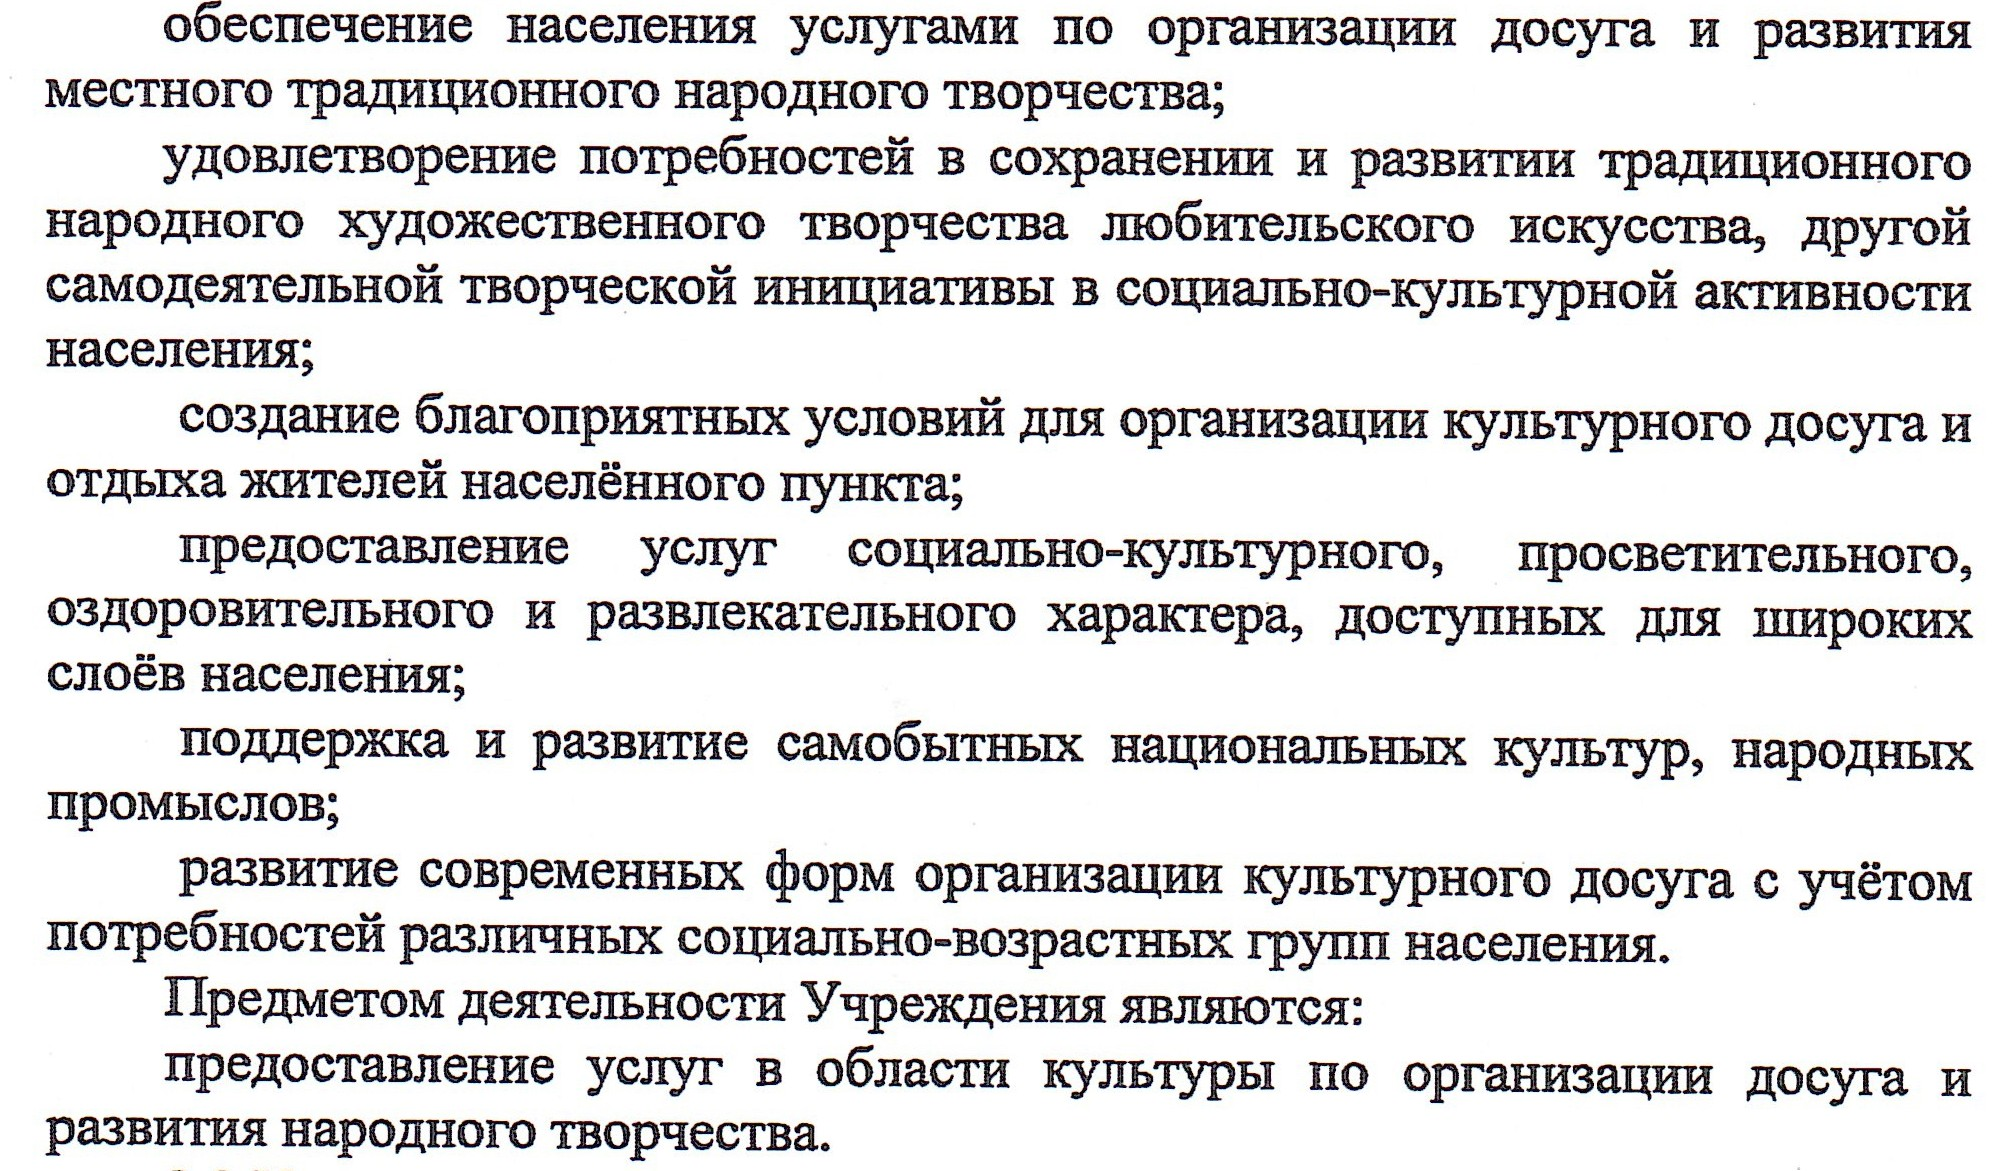 обеспечение населения услугами по организации досуга и развития
местного традиционного народного творчества;
удовлетворение потребностей в сохранении и развитии традиционного
народного художественного творчества любительского искусства, другой
самодеятельной творческой инициативы в социально-культурной активности
населения;
создание благоприятных условий для организации культурного досуга и
отдыха жителей населённого пункта;
предоставление услуг социально-культурного, просветительного,
оздоровительного и развлекательного характера, доступных для широких
слоёв населения;
поддержка и развитие самобытных национальных культур, народных
промыслов;
развитие современных форм организации культурного досуга с учётом
потребностей различных социально-возрастных групп населения.
Предметом деятельности Учреждения являются:
предоставление услуг в области культуры по организации досуга и
развития народного творчества.